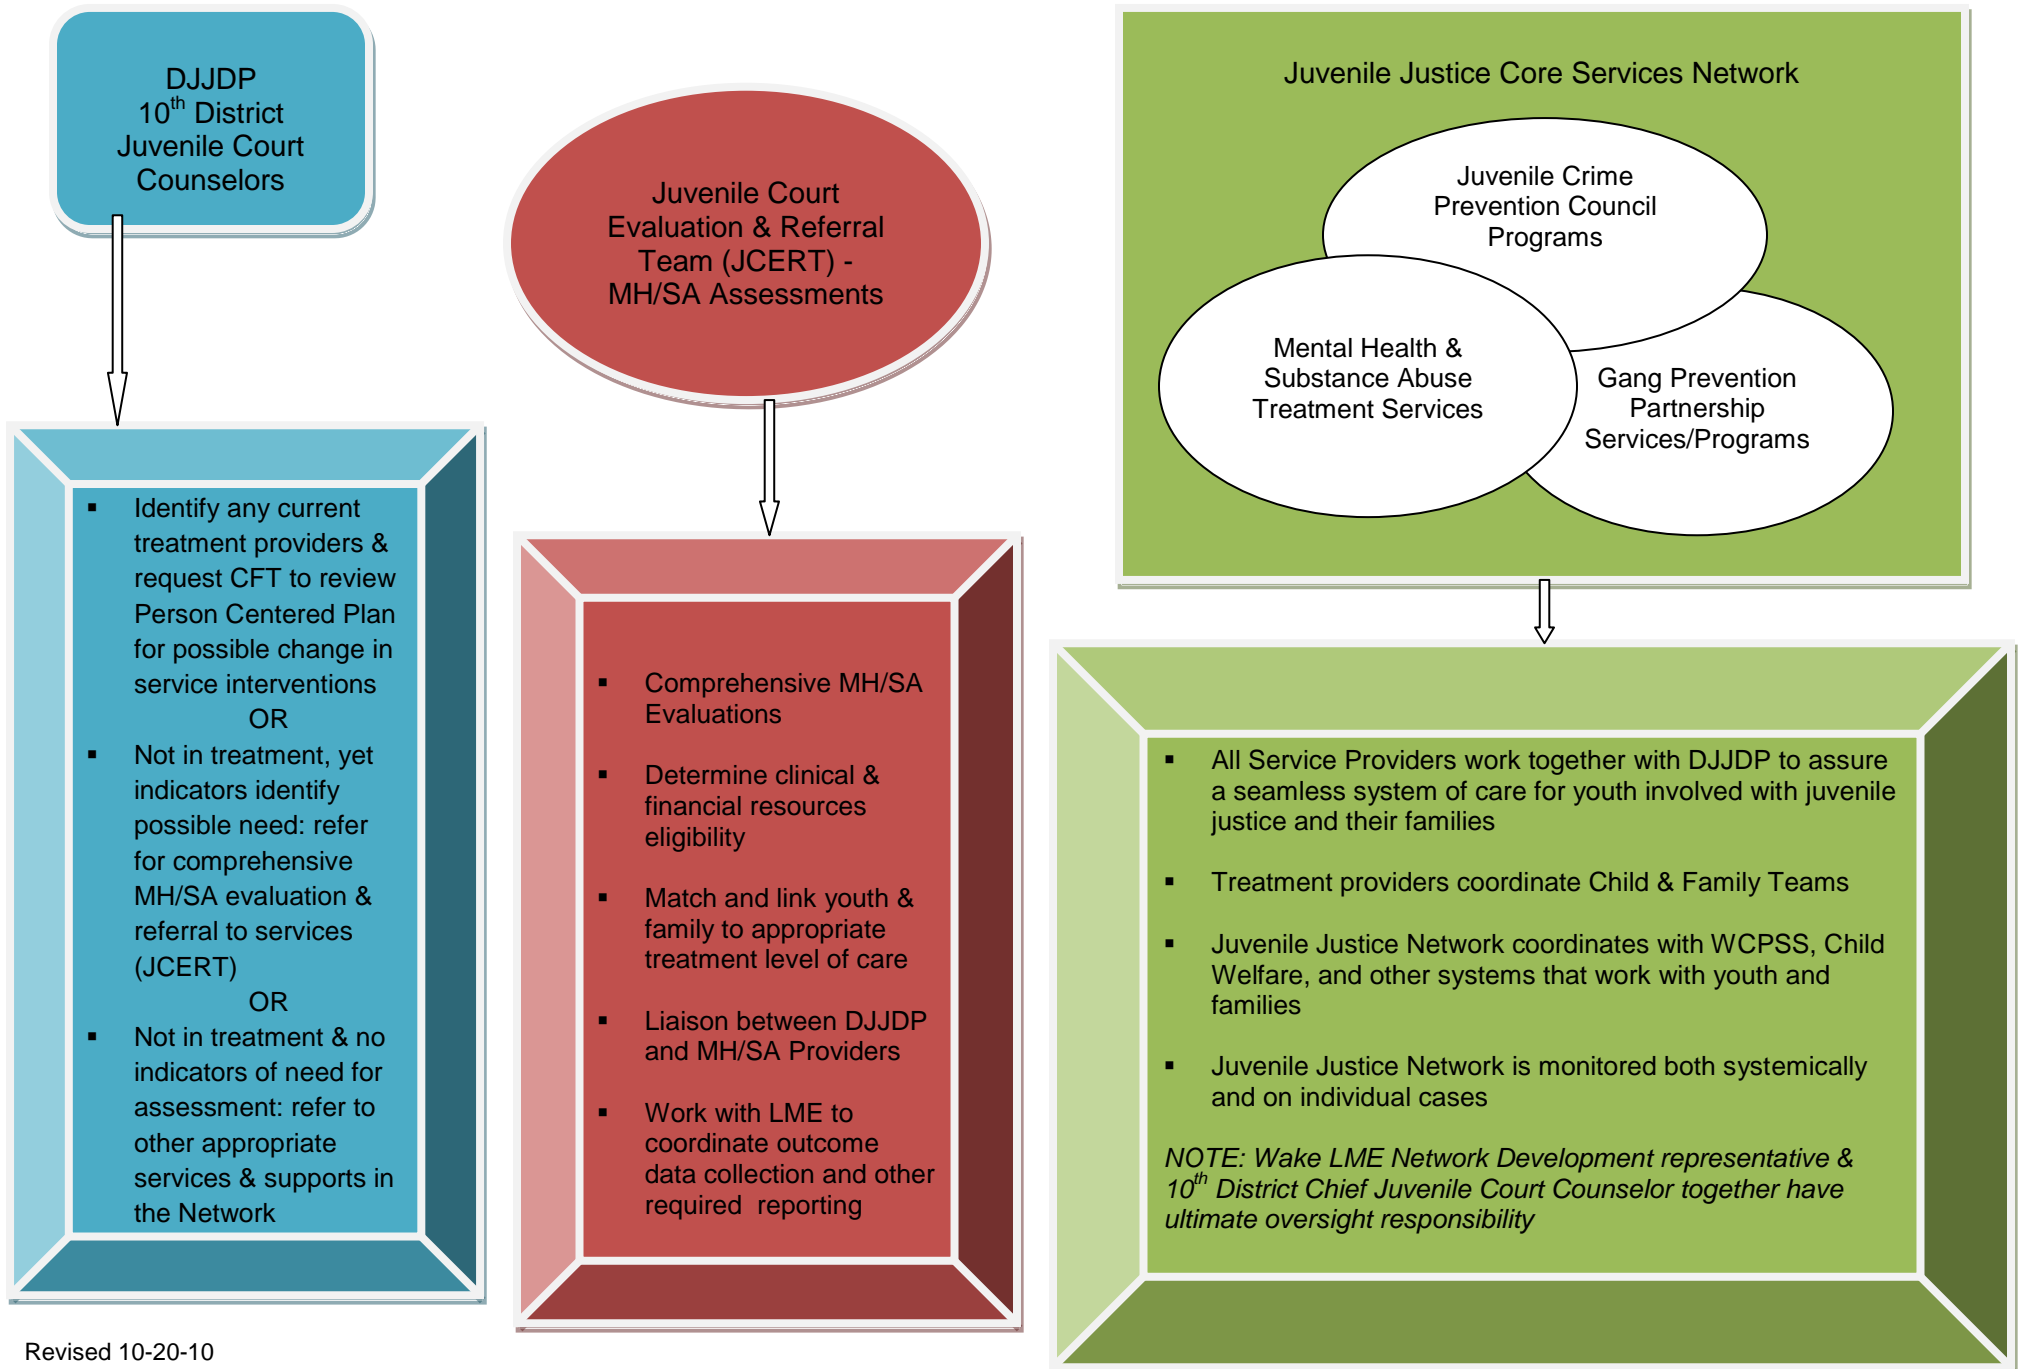 DJJDP
10th District
Juvenile Court
Counselors
▪ Identify any current
treatment providers &
request CFT to review
Person Centered Plan
for possible change in
service interventions
OR
▪ Not in treatment, yet
indicators identify
possible need: refer
for comprehensive
MH/SA evaluation &
referral to services
(JCERT)
OR
▪ Not in treatment & no
indicators of need for
assessment: refer to
other appropriate
services & supports in
the Network
Juvenile Court
Evaluation & Referral
Team (JCERT) -
MH/SA Assessments
▪ Comprehensive MH/SA
Evaluations
▪ Determine clinical &
financial resources
eligibility
▪ Match and link youth &
family to appropriate
treatment level of care
▪ Liaison between DJJDP
and MH/SA Providers
▪ Work with LME to
coordinate outcome
data collection and other
required reporting
Juvenile Justice Core Services Network
Juvenile Crime
Prevention Council
Programs
Mental Health &
Substance Abuse
Treatment Services
Gang Prevention
Partnership
Services/Programs
▪ All Service Providers work together with DJJDP to assure
a seamless system of care for youth involved with juvenile
justice and their families
▪ Treatment providers coordinate Child & Family Teams
▪ Juvenile Justice Network coordinates with WCPSS, Child
Welfare, and other systems that work with youth and
families
▪ Juvenile Justice Network is monitored both systemically
and on individual cases
NOTE: Wake LME Network Development representative &
10th District Chief Juvenile Court Counselor together have
ultimate oversight responsibility
Revised 10-20-10